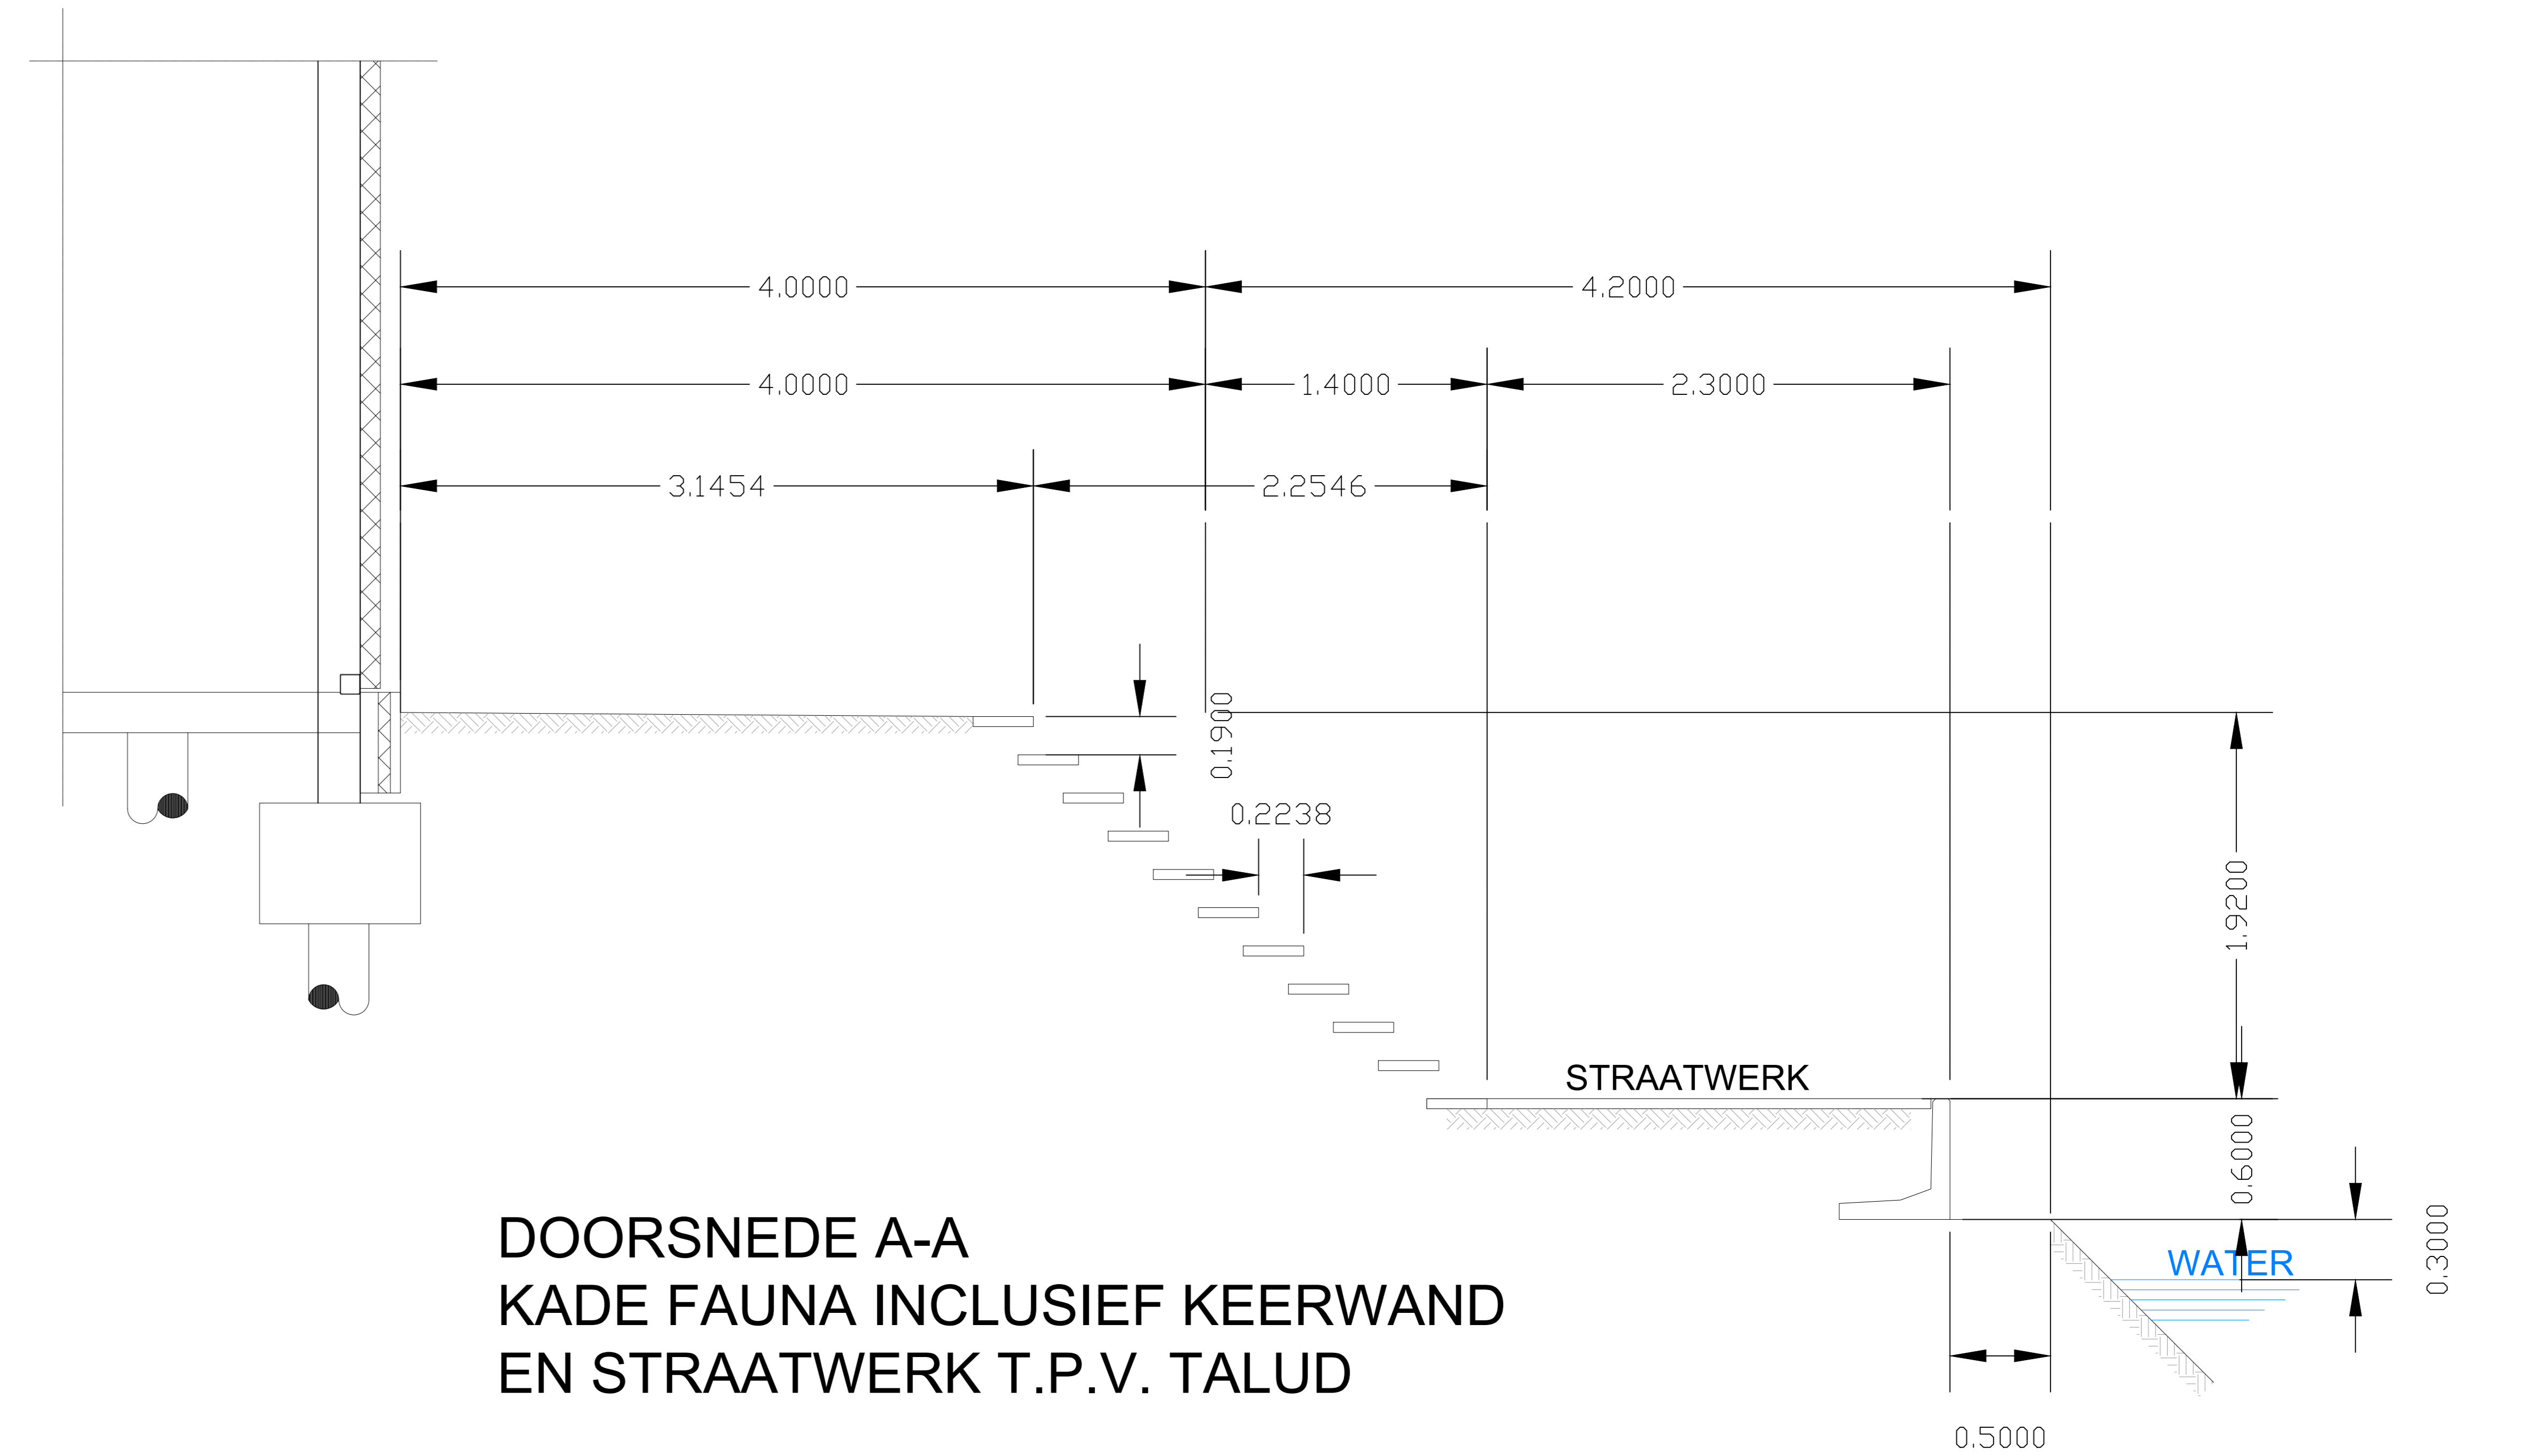 4.0000
4.2000
4.0000
1.4000
2.3000
3.1454
2.2546
0.1900
0.2238
1.9200
STRAATWERK
0.6000
0.3000
WATER
DOORSNEDE A-A
KADE FAUNA INCLUSIEF KEERWAND
EN STRAATWERK T.P.V. TALUD
0.5000